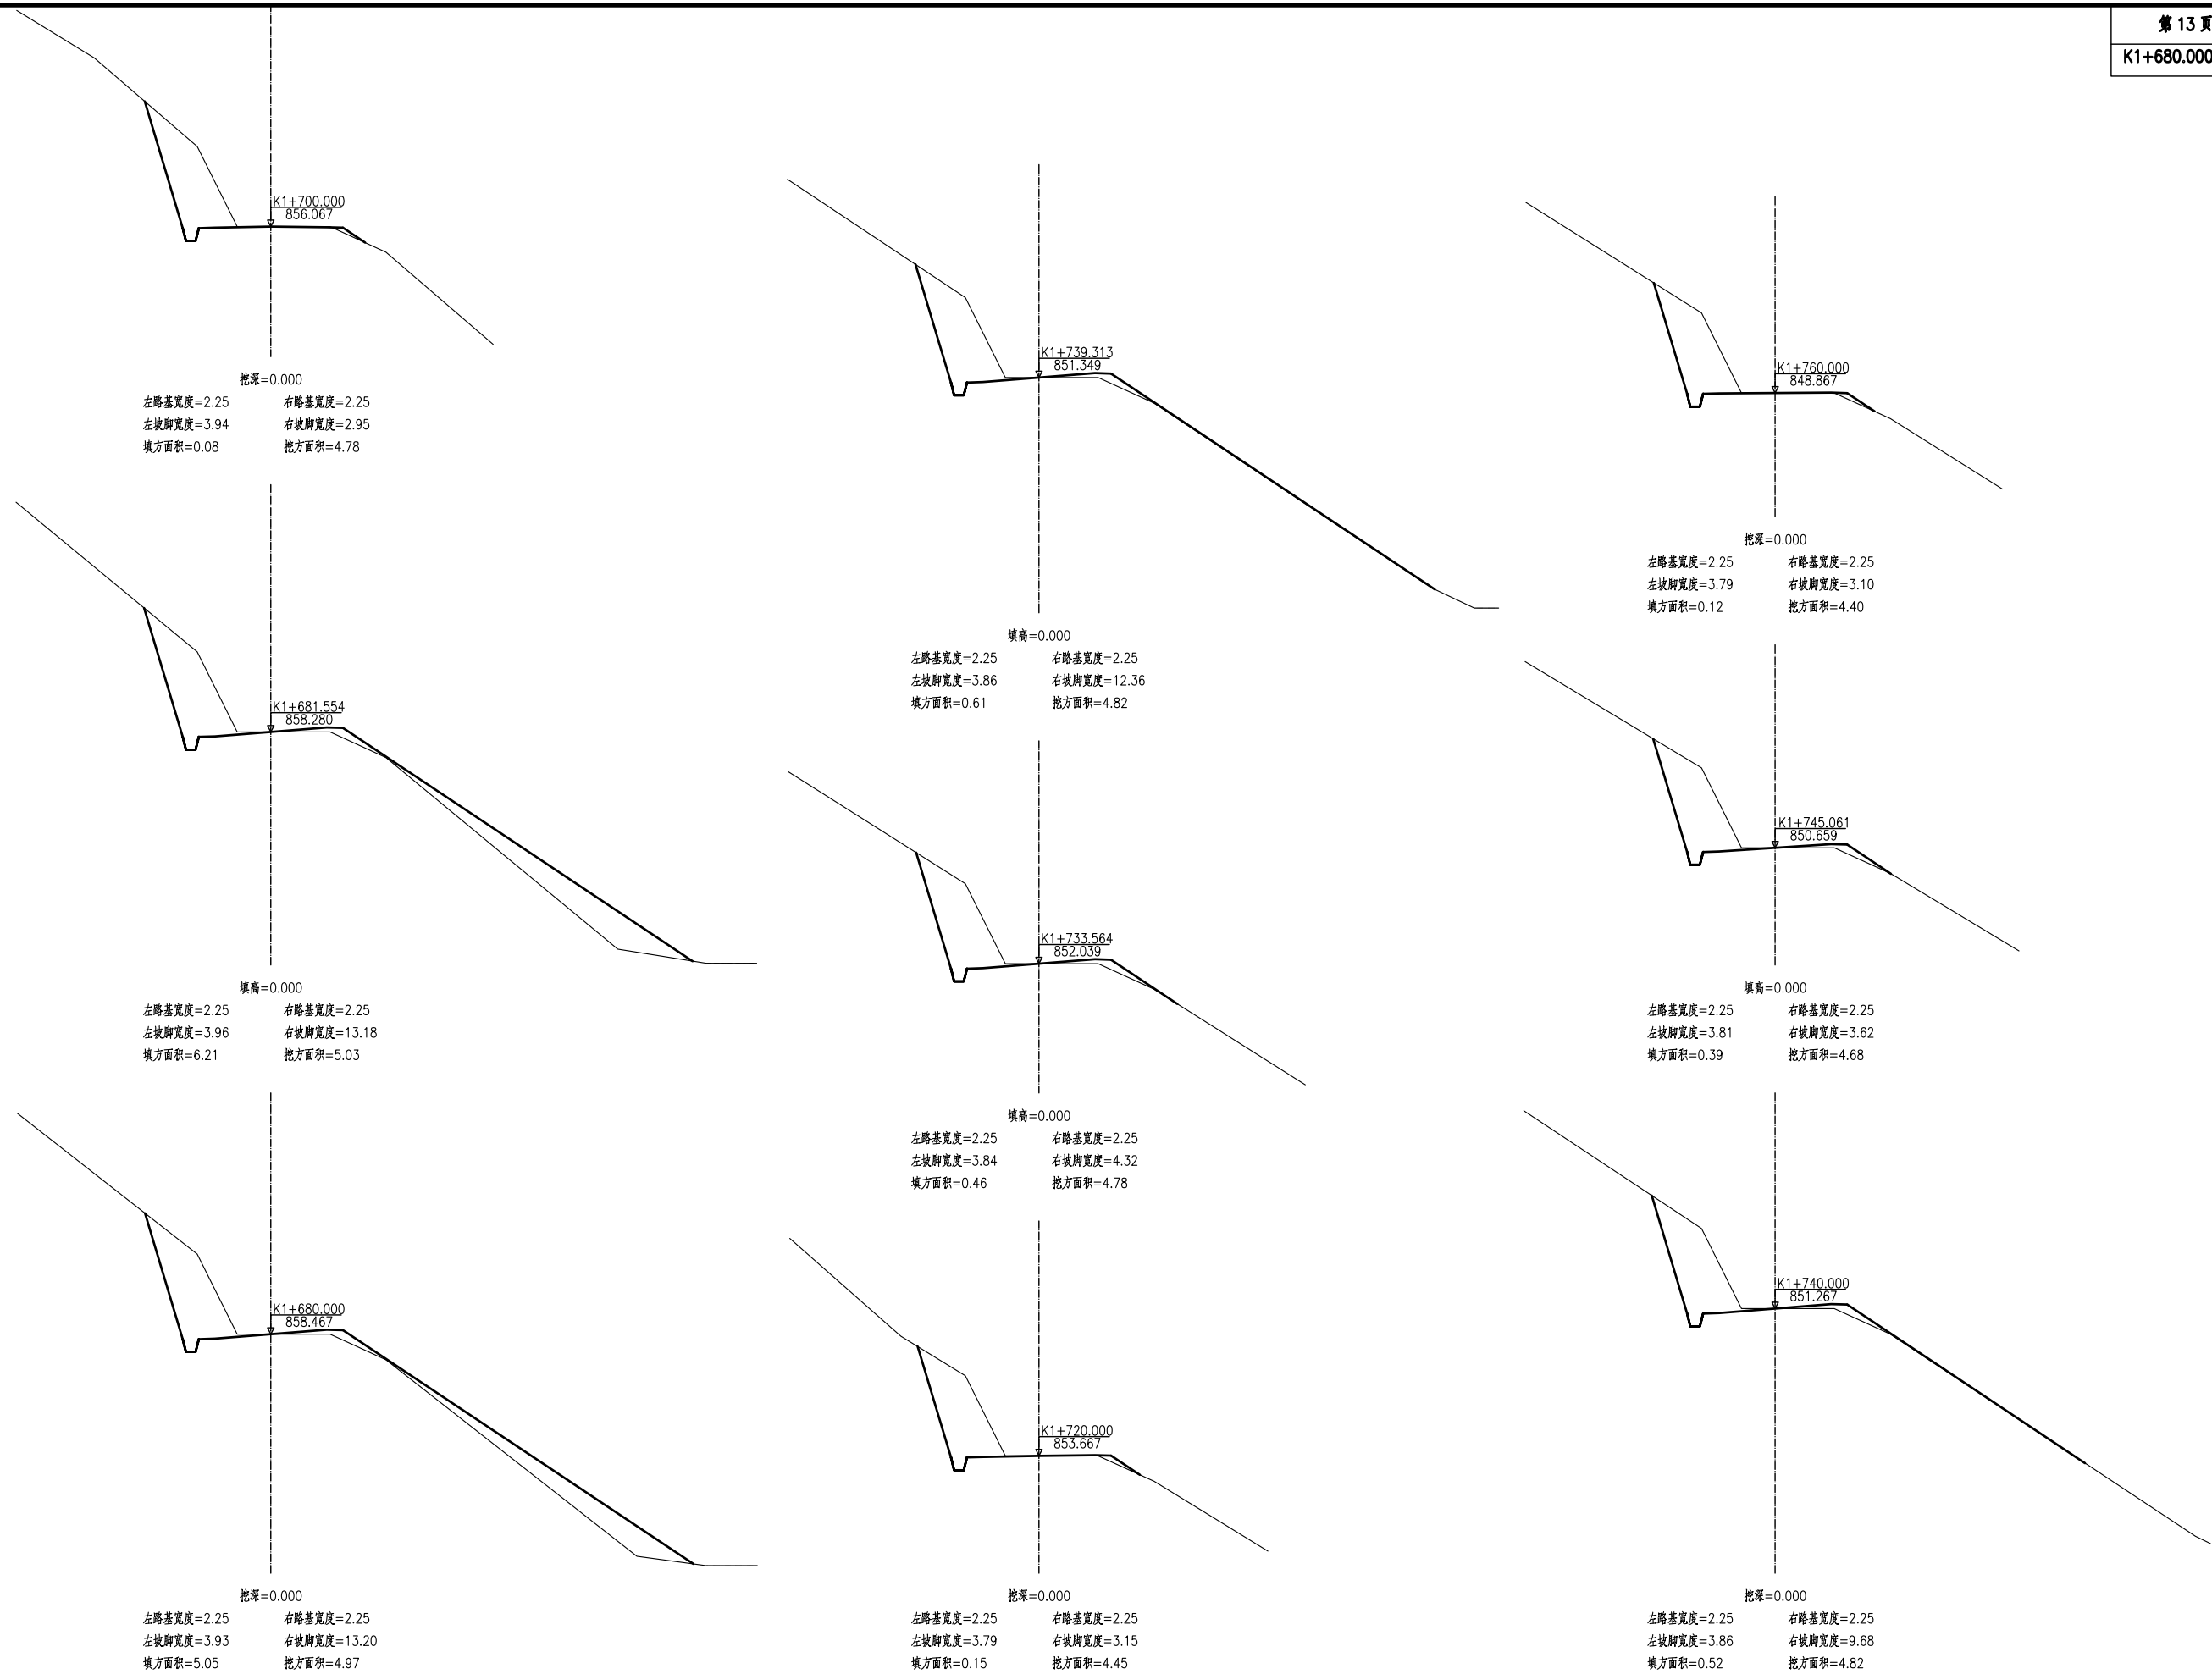 第 13 页
K1+680.000
K1+700.000
856.067
挖深=0.000
左路基宽度=2.25 右路基宽度=2.25
左坡脚宽度=3.94 右坡脚宽度=2.95
填方面积=0.08 挖方面积=4.78
K1+681.554
858.280
填高=0.000
左路基宽度=2.25 右路基宽度=2.25
左坡脚宽度=3.96 右坡脚宽度=13.18
填方面积=6.21 挖方面积=5.03
K1+680.000
858.467
挖深=0.000
左路基宽度=2.25 右路基宽度=2.25
左坡脚宽度=3.93 右坡脚宽度=13.20
填方面积=5.05 挖方面积=4.97
K1+739.313
851.349
填高=0.000
左路基宽度=2.25 右路基宽度=2.25
左坡脚宽度=3.86 右坡脚宽度=12.36
填方面积=0.61 挖方面积=4.82
K1+733.564
852.039
填高=0.000
左路基宽度=2.25 右路基宽度=2.25
左坡脚宽度=3.84 右坡脚宽度=4.32
填方面积=0.46 挖方面积=4.78
K1+720.000
853.667
挖深=0.000
左路基宽度=2.25 右路基宽度=2.25
左坡脚宽度=3.79 右坡脚宽度=3.15
填方面积=0.15 挖方面积=4.45
K1+760.000
848.867
挖深=0.000
左路基宽度=2.25 右路基宽度=2.25
左坡脚宽度=3.79 右坡脚宽度=3.10
填方面积=0.12 挖方面积=4.40
K1+745.061
850.659
填高=0.000
左路基宽度=2.25 右路基宽度=2.25
左坡脚宽度=3.81 右坡脚宽度=3.62
填方面积=0.39 挖方面积=4.68
K1+740.000
851.267
挖深=0.000
左路基宽度=2.25 右路基宽度=2.25
左坡脚宽度=3.86 右坡脚宽度=9.68
填方面积=0.52 挖方面积=4.82